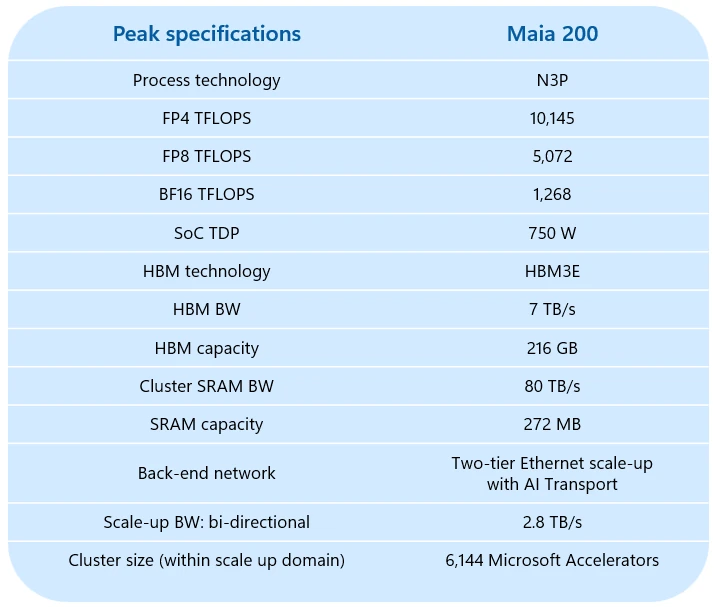 Peak specifications Maia 200
Process technology N3P
FP4 TFLOPS 10,145
FP8 TFLOPS 5,072
BF16 TFLOPS 1,268
SoC TDP 750 W
HBM technology HBM3E
HBM BW 7 TB/s
HBM capacity 216 GB
Cluster SRAM BW 80 TB/s
SRAM capacity 272 MB
Back-end network Two-tier Ethernet scale-up
with AI Transport
Scale-up BW: bi-directional 2.8 TB/s
Cluster size (within scale up domain) 6,144 Microsoft Accelerators